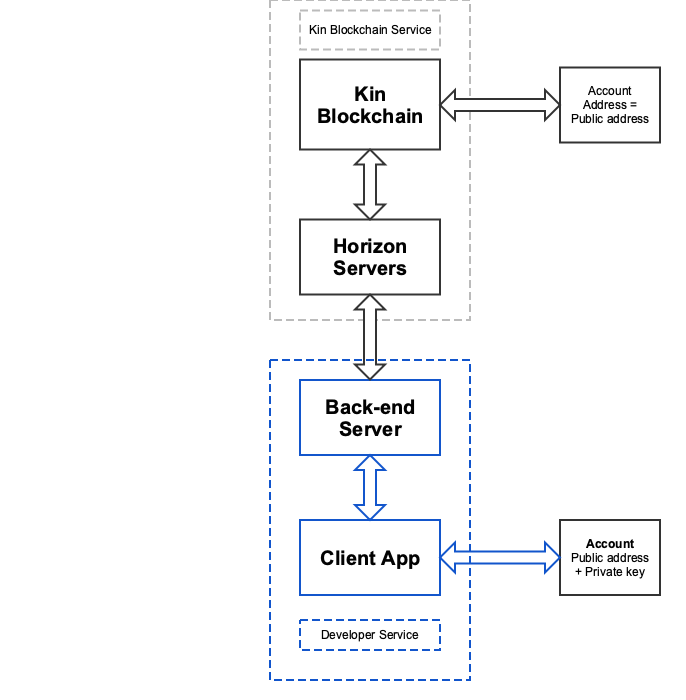 Kin Blockchain Service
Kin
Blockchain
Account
Address =
Public address
Horizon
Servers
Back-end
Server
Client App
Account
Public address
+ Private key
Developer Service